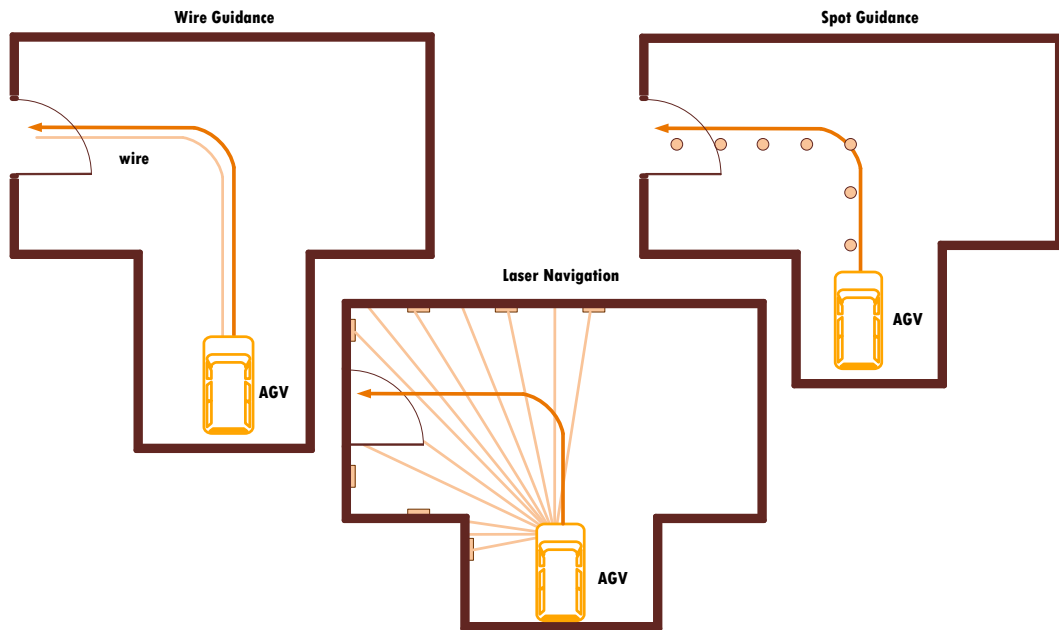 Wire Guidance
Spot Guidance
wire
AGV
AGV
Laser Navigation
AGV